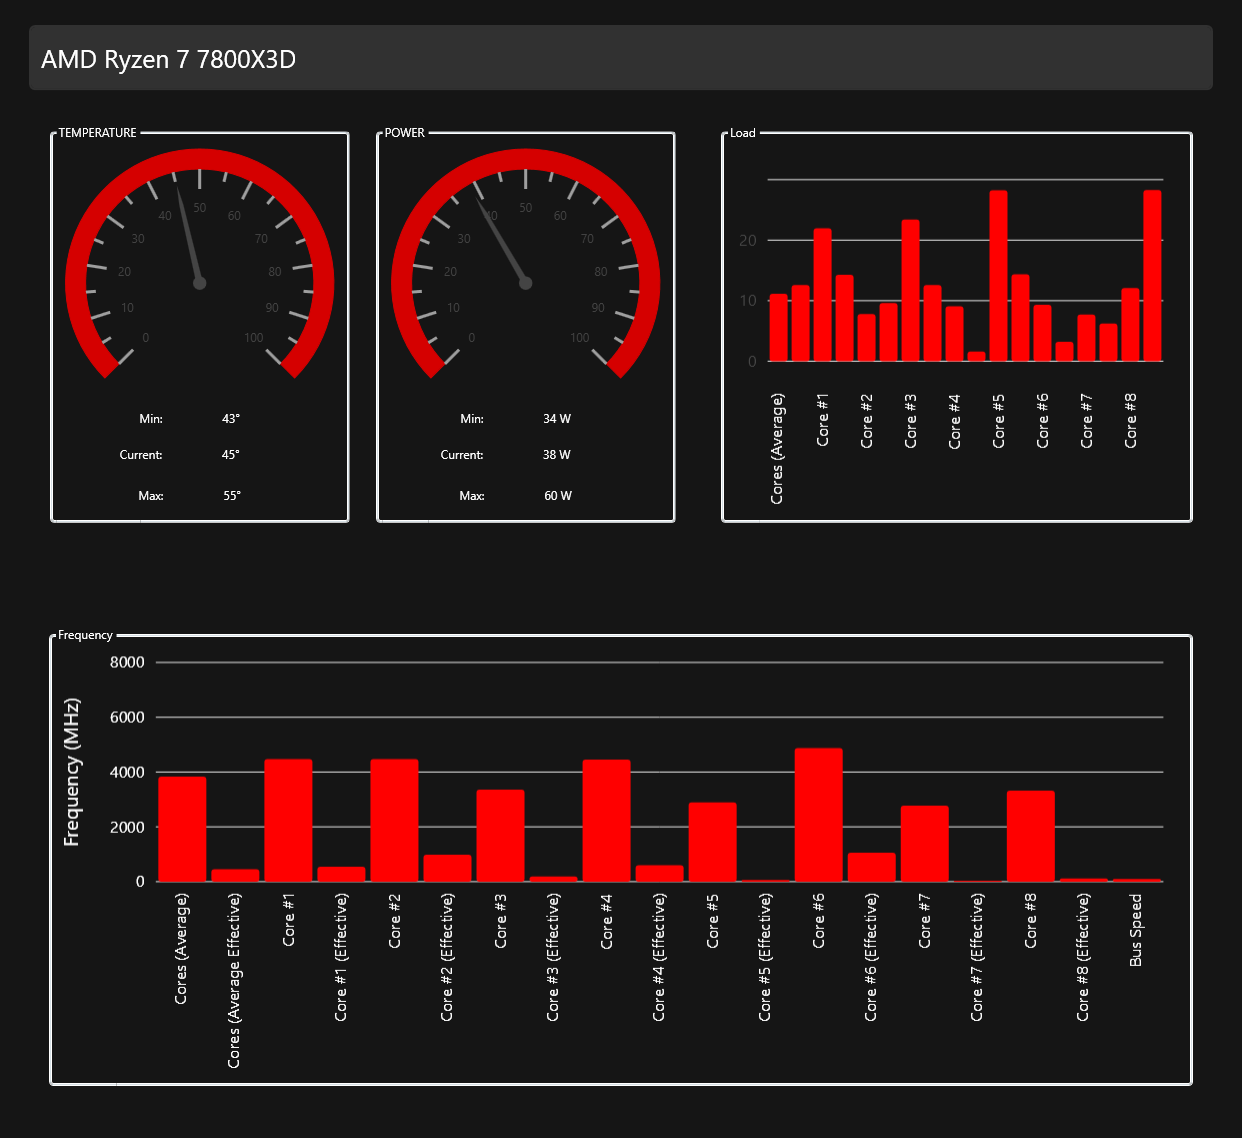 AMD Ryzen 7 7800X3D
TEMPERATURE
0
10
20
30
40
50
60
70
80
90
100
Min: 43°
Current: 45°
Max: 55°
POWER
0
10
20
30
40
50
60
70
80
90
100
Min: 34 W
Current: 38 W
Max: 60 W
Load
20
10
0
Cores (Average)
Core #1
Core #2
Core #3
Core #4
Core #5
Core #6
Core #7
Core #8
Frequency
Frequency (MHz)
8000
6000
4000
2000
0
Cores (Average)
Cores (Average Effective)
Core #1
Core #1 (Effective)
Core #2
Core #2 (Effective)
Core #3
Core #3 (Effective)
Core #4
Core #4 (Effective)
Core #5
Core #5 (Effective)
Core #6
Core #6 (Effective)
Core #7
Core #7 (Effective)
Core #8
Core #8 (Effective)
Bus Speed